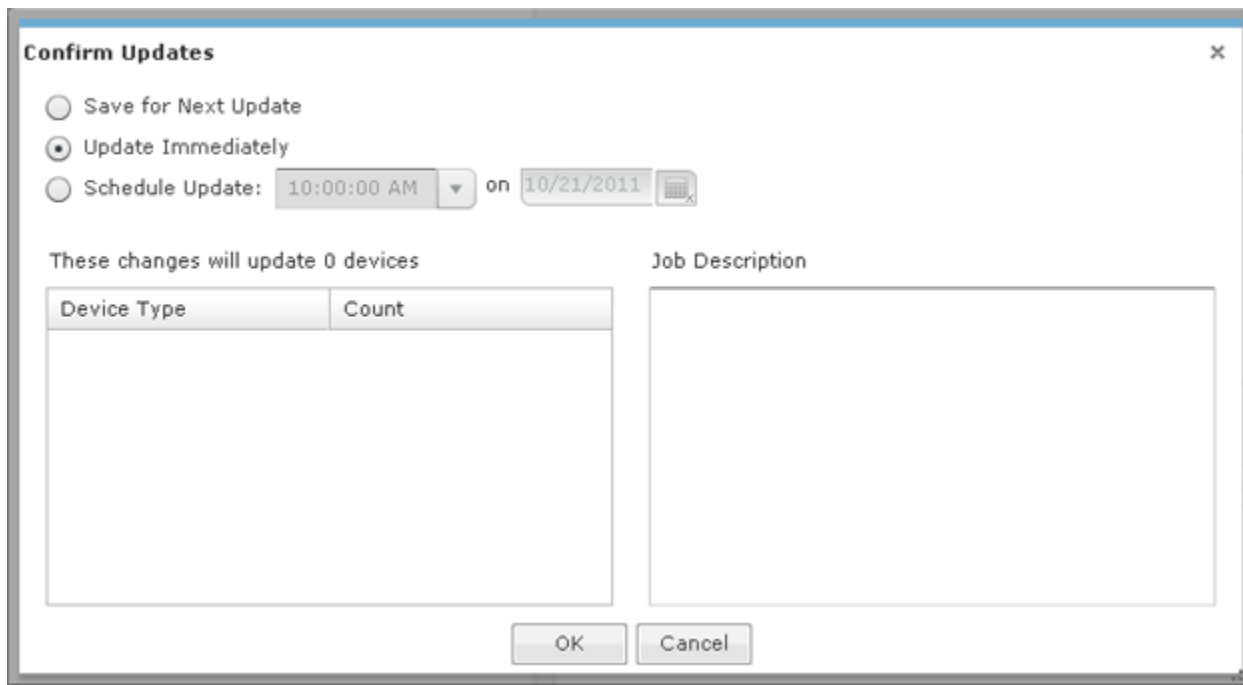 Confirm Updates
Save for Next Update
Update Immediately
Schedule Update: 10:00:00 AM on 10/21/2011
These changes will update 0 devices
Job Description
Device Type Count
OK Cancel